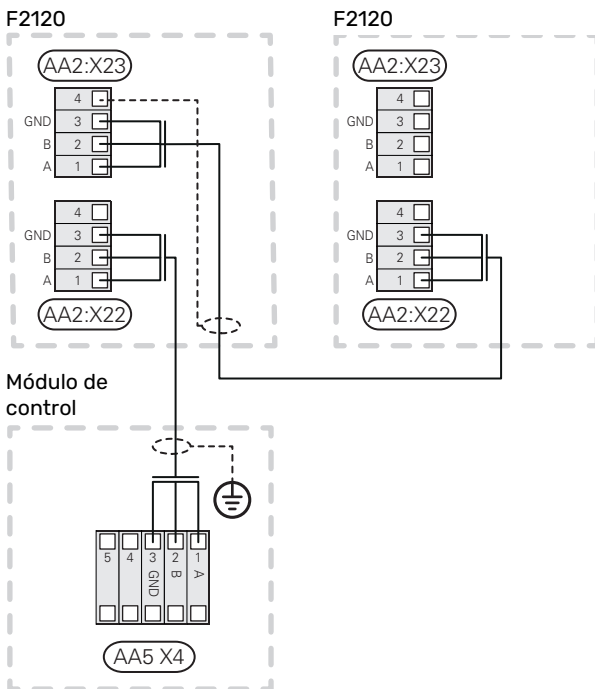 F2120
AA2:X23
4
GND 3
B 2
A 1
4
GND 3
B 2
A 1
AA2:X22
F2120
AA2:X23
4
GND 3
B 2
A 1
4
GND 3
B 2
A 1
AA2:X22
Módulo de
control
5 4 3 2 1
GND B A
AA5 X4